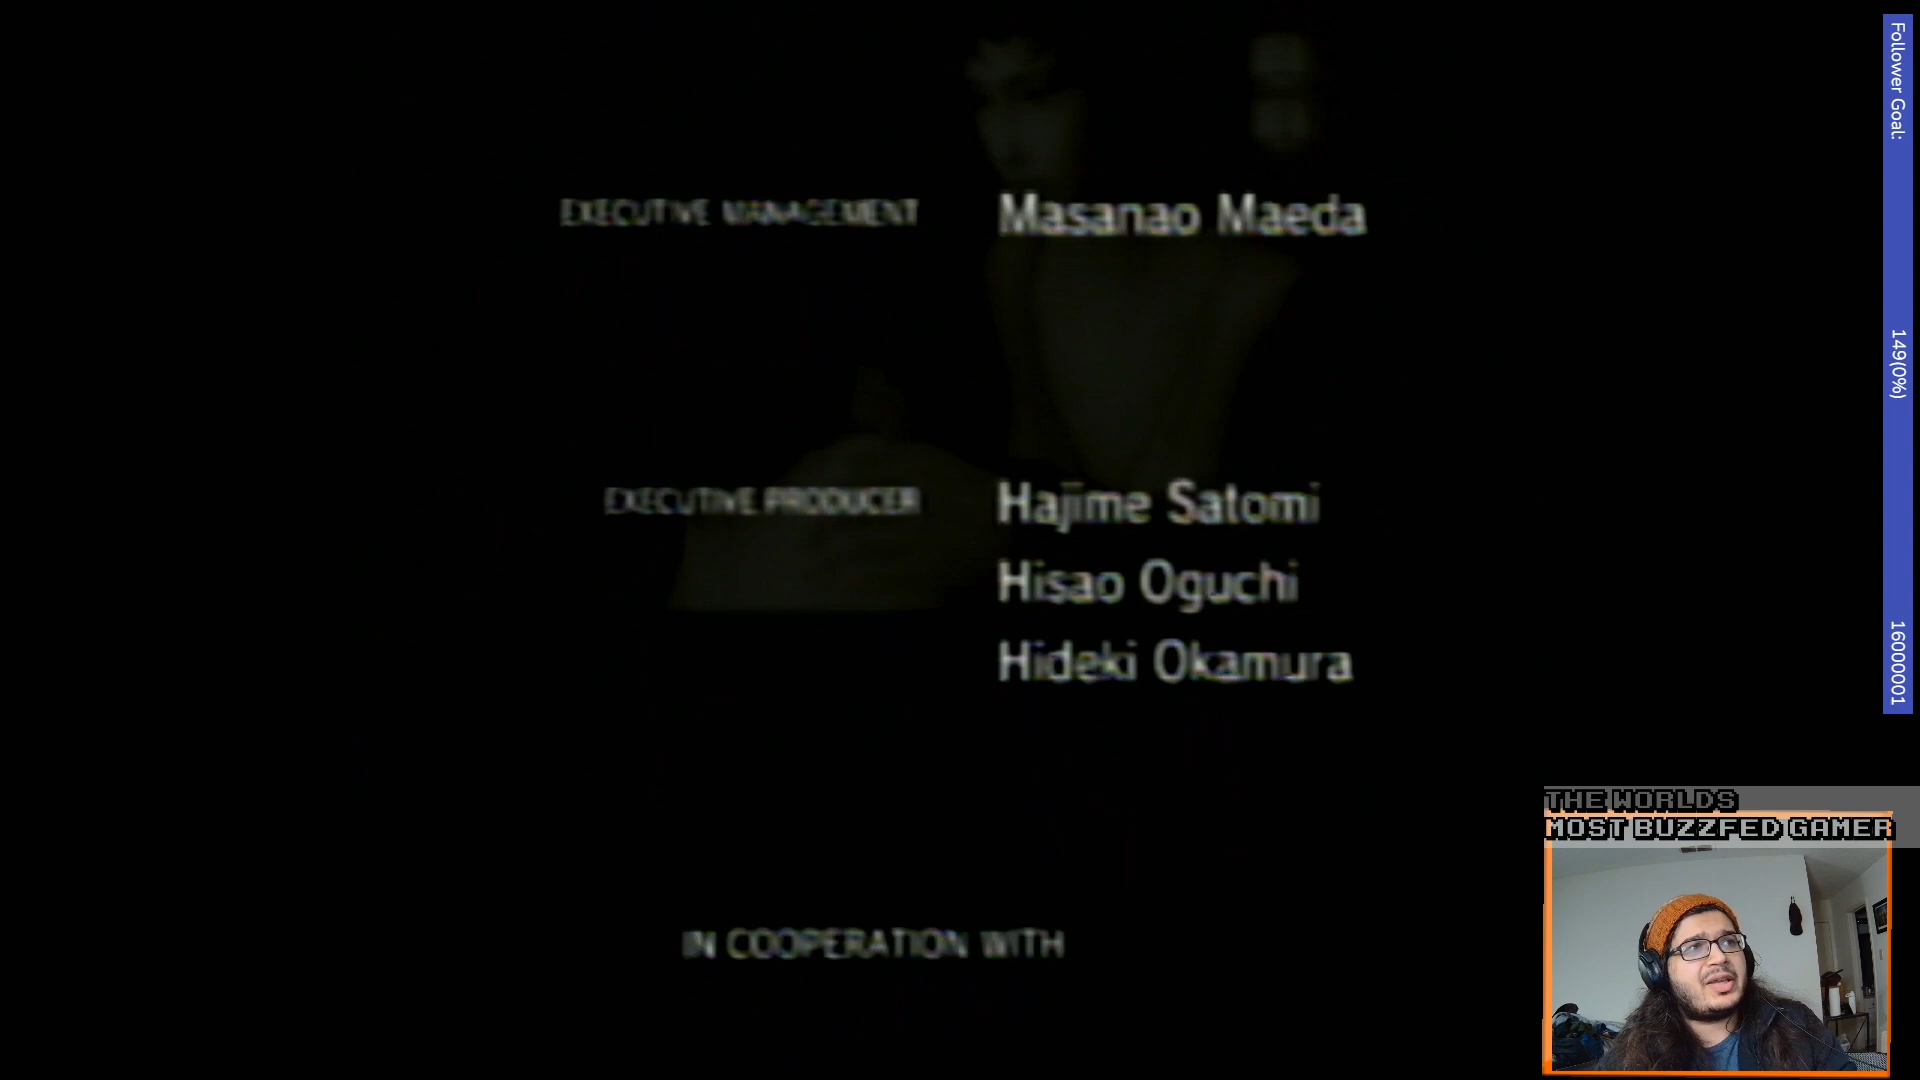 EXECUTIVE MANAGEMENT Masanao Maeda
EXECUTIVE PRODUCER Hajime Satomi
Hisao Oguchi
Hideki Okamura
IN COOPERATION WITH
Follower Goal: 149(0%) 16000001
THE WORLDS
MOST BUZZFED GAMER